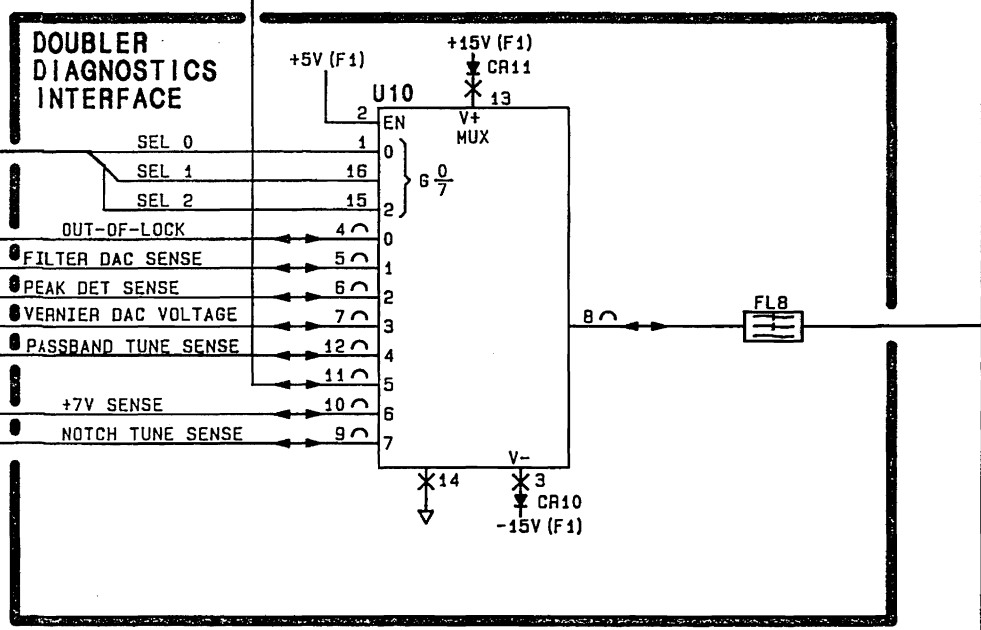 DOUBLER
DIAGNOSTICS
INTERFACE
+5V (F1)
+15V (F1)
CR11
U10
13
2 EN
V+
MUX
SEL 0 1 0
SEL 1 16
G 0/7
SEL 2 15 2
OUT-OF-LOCK 4 0
FILTER DAC SENSE 5 1
PEAK DET SENSE 6 2
VERNIER DAC VOLTAGE 7 3
8
FL8
PASSBAND TUNE SENSE 12 4
11 5
+7V SENSE 10 6
NOTCH TUNE SENSE 9 7
V-
14
3
CR10
-15V (F1)